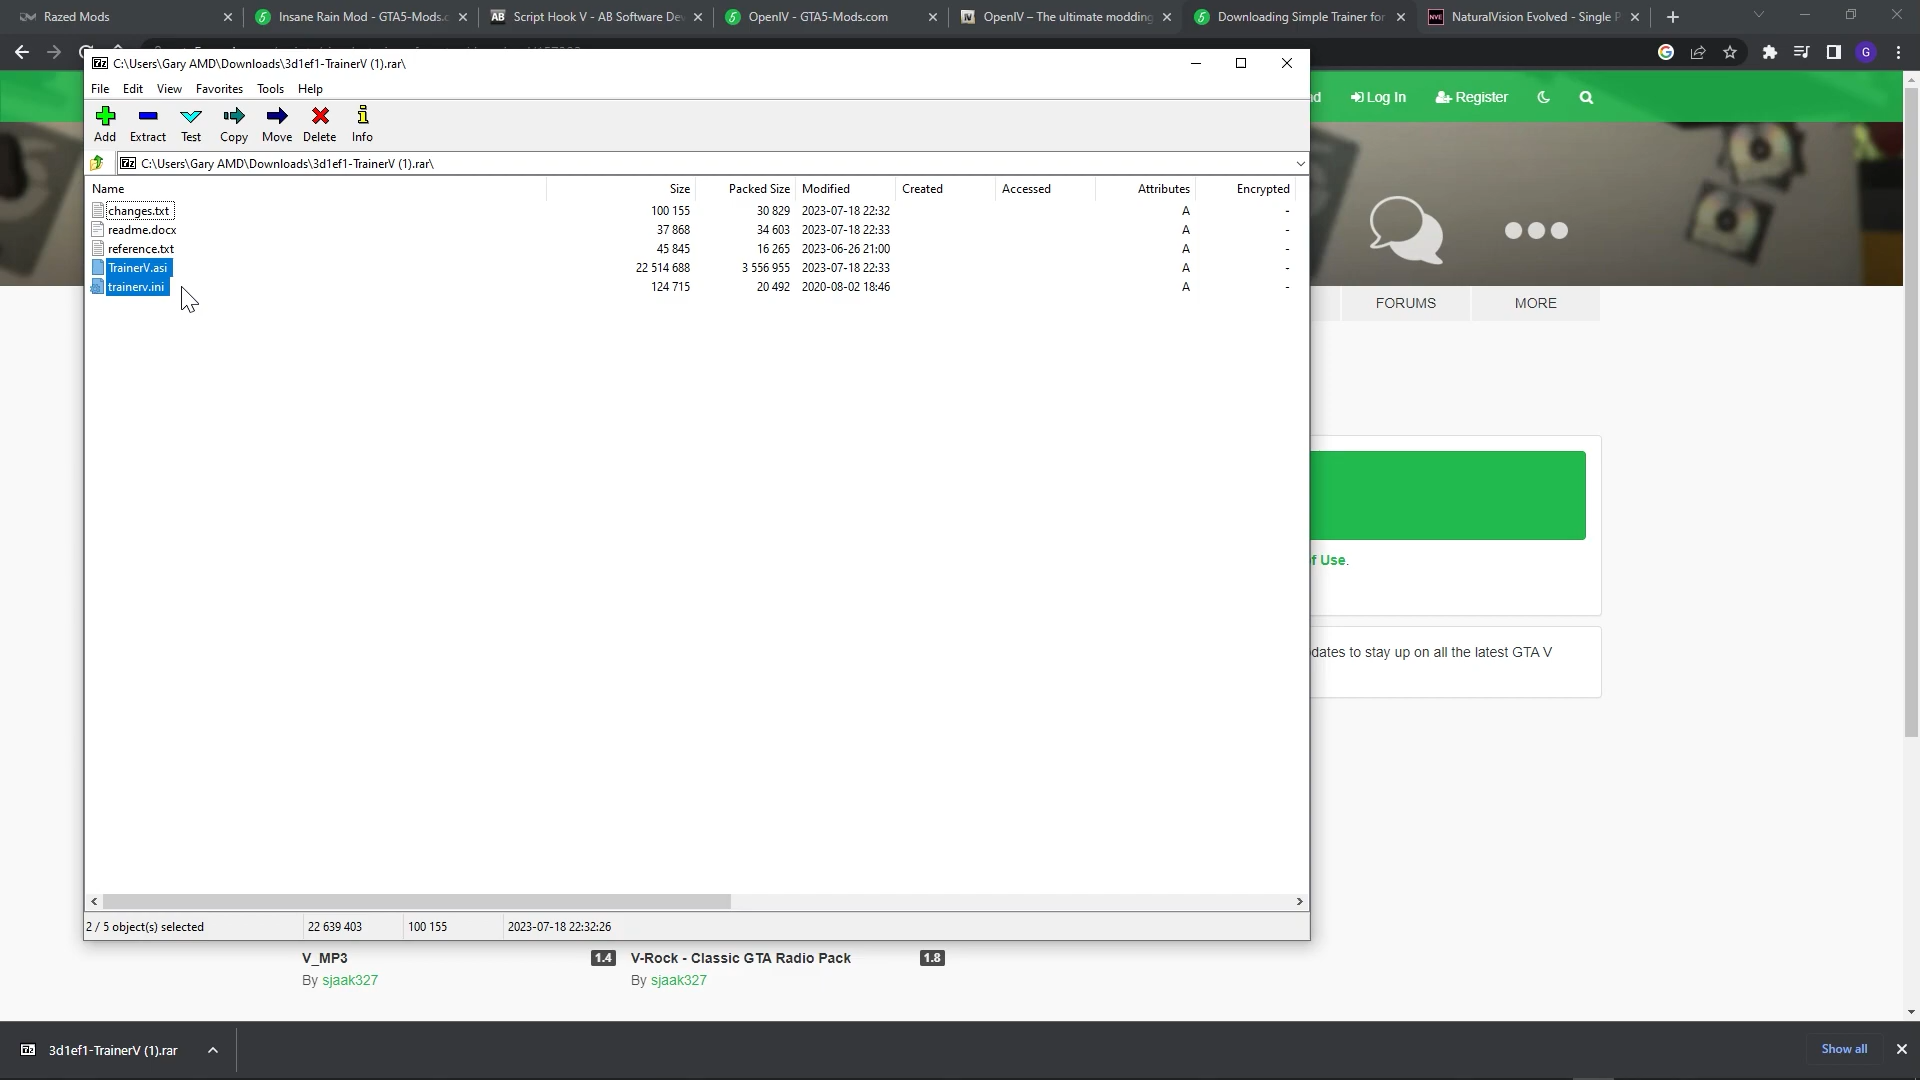 Razed Mods
Insane Rain Mod - GTA5-Mods.c
Script Hook V - AB Software De
OpenIV - GTA5-Mods.com
OpenIV – The ultimate modding
Downloading Simple Trainer for
NaturalVision Evolved - Single P
C:\Users\Gary AMD\Downloads\3d1ef1-TrainerV (1).rar\
File Edit View Favorites Tools Help
Log In
Register
Add Extract Test Copy Move Delete Info
C:\Users\Gary AMD\Downloads\3d1ef1-TrainerV (1).rar\
Name Size Packed Size Modified Created Accessed Attributes Encrypted
changes.txt 100 155 30 829 2023-07-18 22:32 A -
readme.docx 37 868 34 603 2023-07-18 22:33 A -
reference.txt 45 845 16 265 2023-06-26 21:00 A -
TrainerV.asi 22 514 688 3 556 955 2023-07-18 22:33 A -
trainerv.ini 124 715 20 492 2020-08-02 18:46 A -
FORUMS MORE
f Use.
dates to stay up on all the latest GTA V
2 / 5 object(s) selected 22 639 403 100 155 2023-07-18 22:32:26
V_MP3 1.4 V-Rock - Classic GTA Radio Pack 1.8
By sjaak327 By sjaak327
3d1ef1-TrainerV (1).rar
Show all